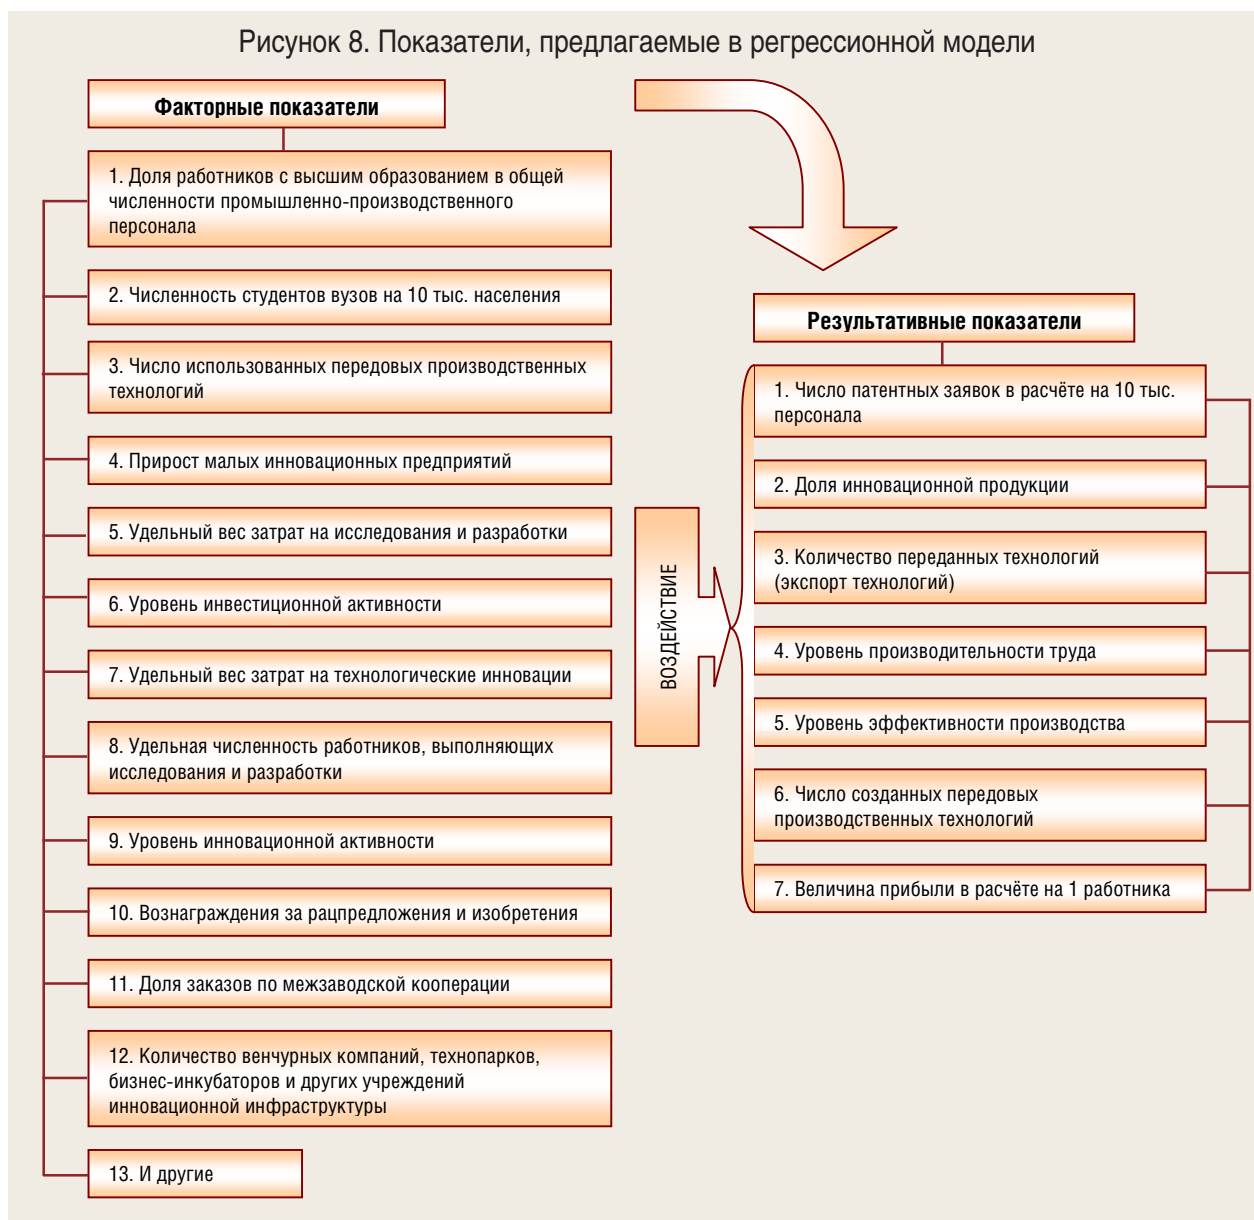 Рисунок 8. Показатели, предлагаемые в регрессионной модели
Факторные показатели
1. Доля работников с высшим образованием в общей
численности промышленно-производственного
персонала
2. Численность студентов вузов на 10 тыс. населения
3. Число использованных передовых производственных
технологий
4. Прирост малых инновационных предприятий
5. Удельный вес затрат на исследования и разработки
6. Уровень инвестиционной активности
7. Удельный вес затрат на технологические инновации
8. Удельная численность работников, выполняющих
исследования и разработки
9. Уровень инновационной активности
10. Вознаграждения за рацпредложения и изобретения
11. Доля заказов по межзаводской кооперации
12. Количество венчурных компаний, технопарков,
бизнес-инкубаторов и других учреждений
инновационной инфраструктуры
13. И другие
ВОЗДЕЙСТВИЕ
Результативные показатели
1. Число патентных заявок в расчёте на 10 тыс.
персонала
2. Доля инновационной продукции
3. Количество переданных технологий
(экспорт технологий)
4. Уровень производительности труда
5. Уровень эффективности производства
6. Число созданных передовых
производственных технологий
7. Величина прибыли в расчёте на 1 работника